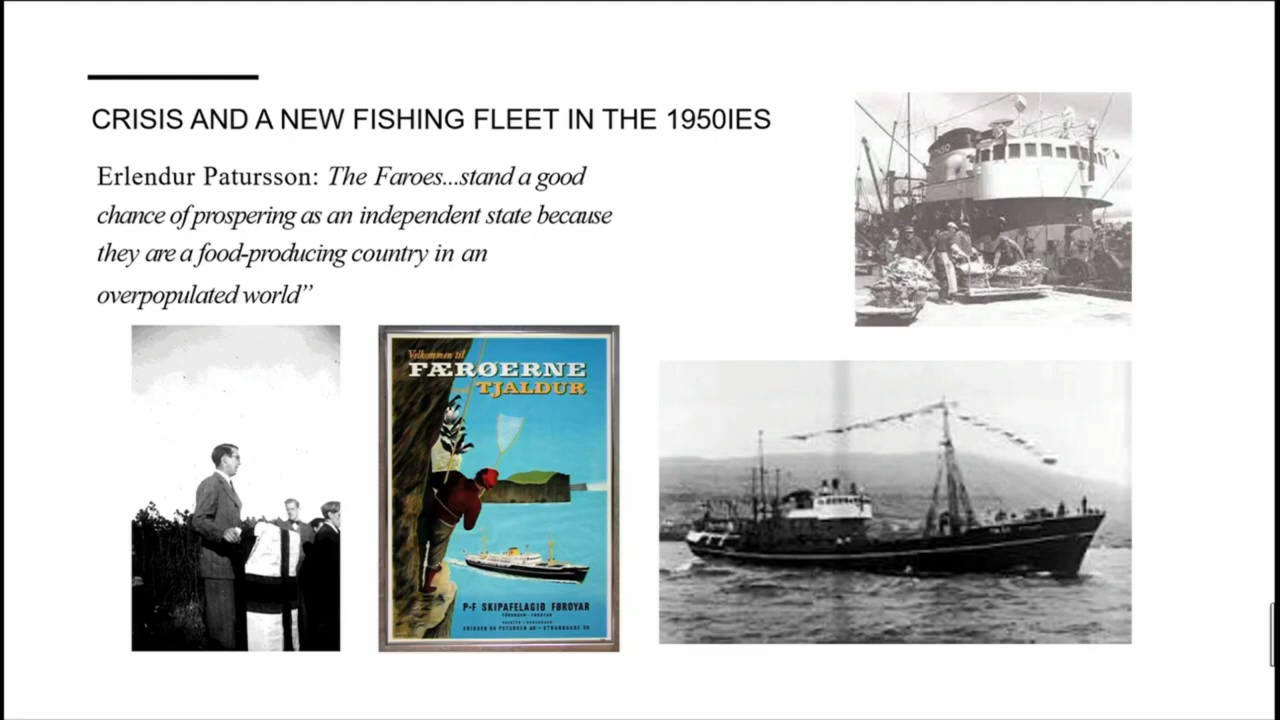 CRISIS AND A NEW FISHING FLEET IN THE 1950IES
Erlendur Patursson: The Faroes...stand a good
chance of prospering as an independent state because
they are a food-producing country in an
overpopulated world”
Velkommen til
FÆRØERNE
TJALDUR
P-F SKIPAFELAGIÐ FØROYAR